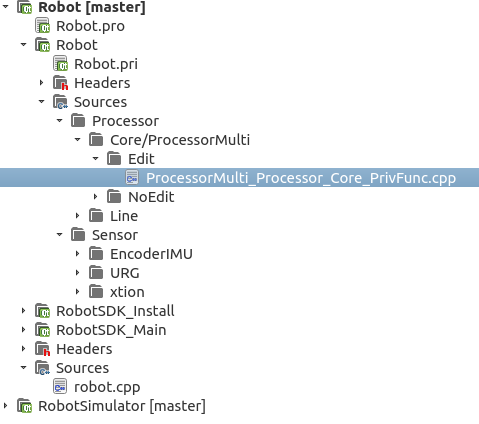 Robot [master]
Robot.pro
Robot
Robot.pri
Headers
Sources
Processor
Core/ProcessorMulti
Edit
ProcessorMulti_Processor_Core_PrivFunc.cpp
NoEdit
Line
Sensor
EncoderIMU
URG
xtion
RobotSDK_Install
RobotSDK_Main
Headers
Sources
robot.cpp
RobotSimulator [master]